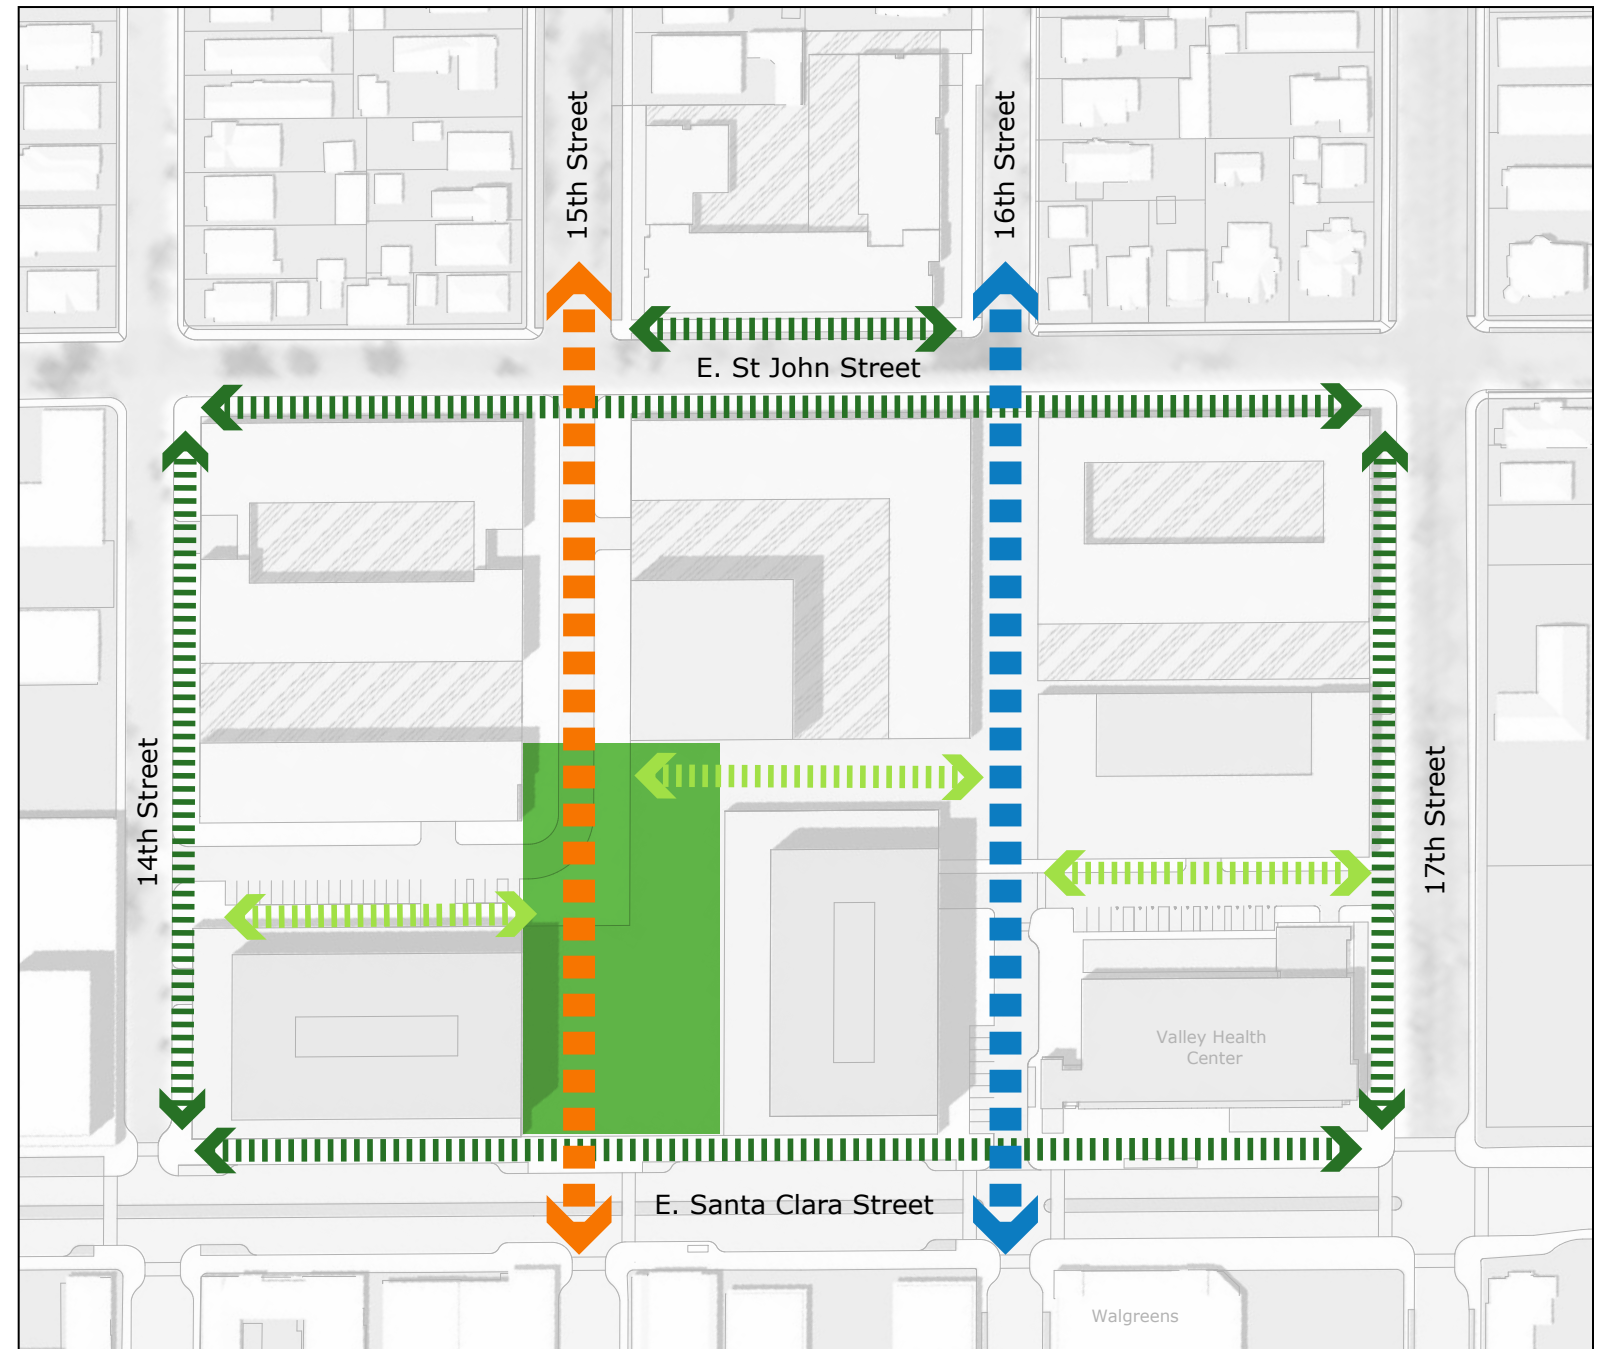 15th Street
16th Street
E. St John Street
14th Street
17th Street
Valley Health
Center
E. Santa Clara Street
Walgreens